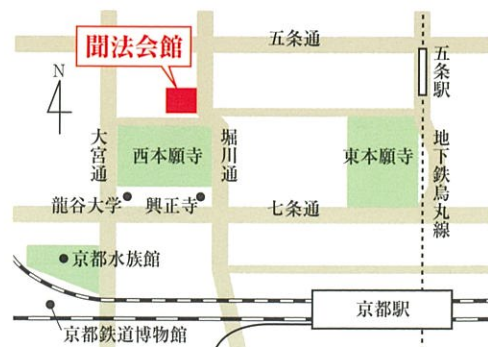 五条通
聞法会館
五条駅
N
大宮通
西本願寺
堀川通
東本願寺
地下鉄烏丸線
龍谷大学
興正寺
七条通
京都水族館
京都駅
京都鉄道博物館